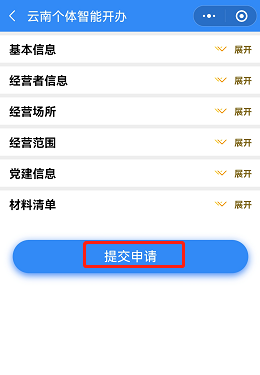 云南个体智能开办
基本信息 展开
经营者信息 展开
经营场所 展开
经营范围 展开
党建信息 展开
材料清单 展开
提交申请